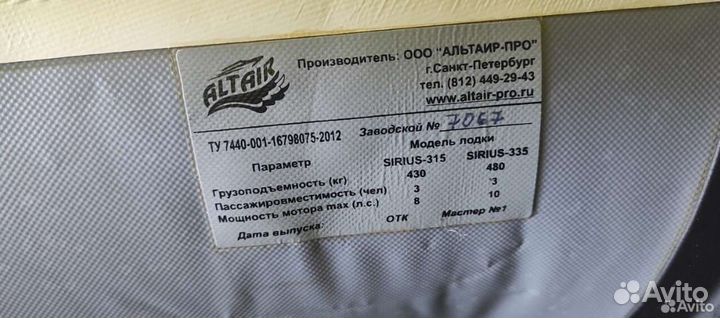 ALTAIR
Производитель: ООО "АЛЬТАИР-ПРО"
г.Санкт-Петербург
тел. (812) 449-29-43
www.altair-pro.ru
ТУ 7440-001-16798075-2012 Заводской № 7067
Параметр Модель лодки
SIRIUS-315 SIRIUS-335
Грузоподъемность (кг) 430 480
Пассажировместимость (чел) 3 3
Мощность мотора max (л.с.) 8 10
Дата выпуска: ОТК Мастер №1
Avito